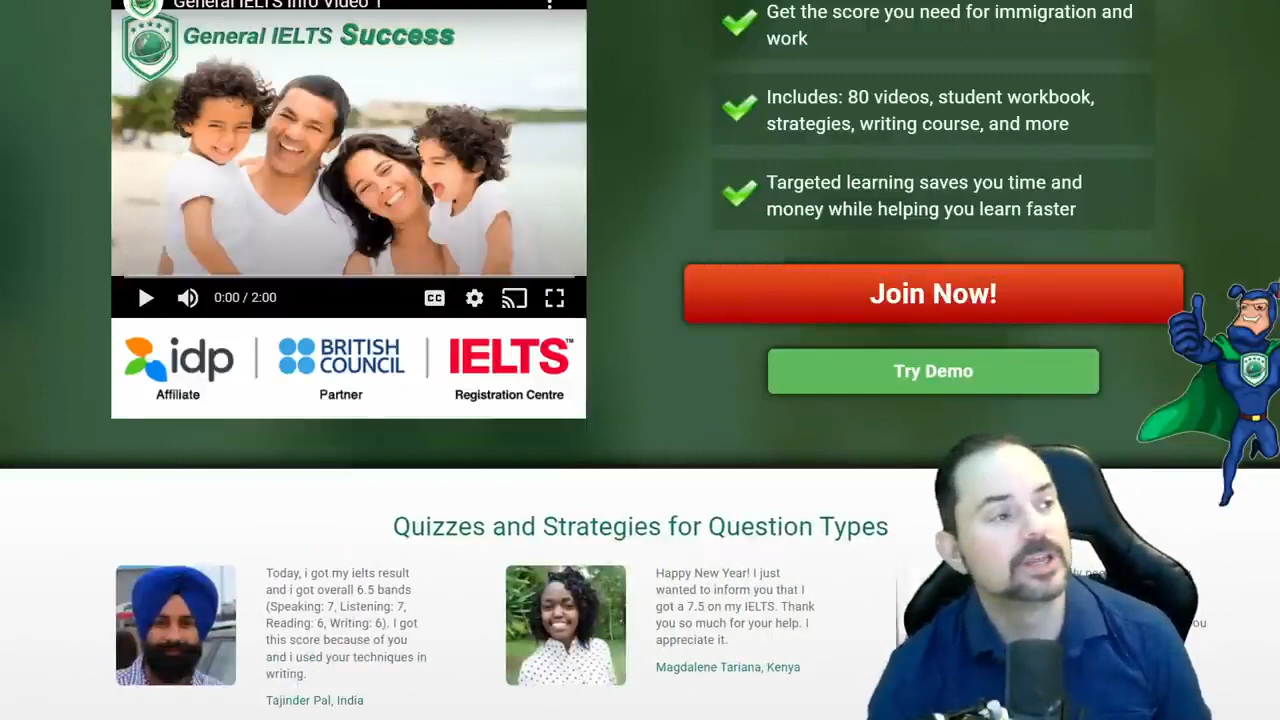 General IELTS Info Video 1
General IELTS Success
0:00 / 2:00
CC
idp
Affiliate
BRITISH
COUNCIL
Partner
IELTS™
Registration Centre
Get the score you need for immigration and
work
Includes: 80 videos, student workbook,
strategies, writing course, and more
Targeted learning saves you time and
money while helping you learn faster
Join Now!
Try Demo
Quizzes and Strategies for Question Types
Today, i got my ielts result
and i got overall 6.5 bands
(Speaking: 7, Listening: 7,
Reading: 6, Writing: 6). I got
this score because of you
and i used your techniques in
writing.
Tajinder Pal, India
Happy New Year! I just
wanted to inform you that I
got a 7.5 on my IELTS. Thank
you so much for your help. I
appreciate it.
Magdalene Tariana, Kenya